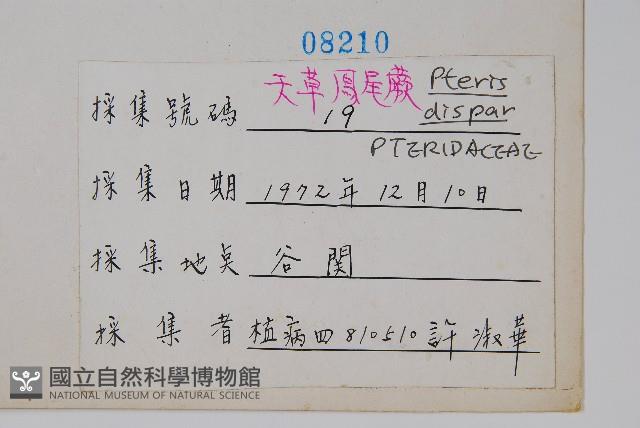 08210
天草鳳尾蕨 Pteris dispar
採集號碼 19
PTERIDACEAE
採集日期 1972年12月10日
採集地点 谷関
採集者 植病四 810510 許淑華
國立自然科學博物館
NATIONAL MUSEUM OF NATURAL SCIENCE